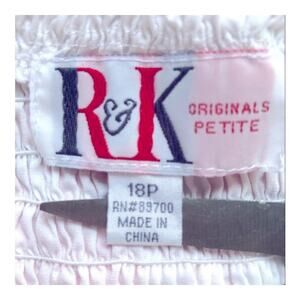 R&K
ORIGINALS
PETITE
18P
RN#89700
MADE IN
CHINA